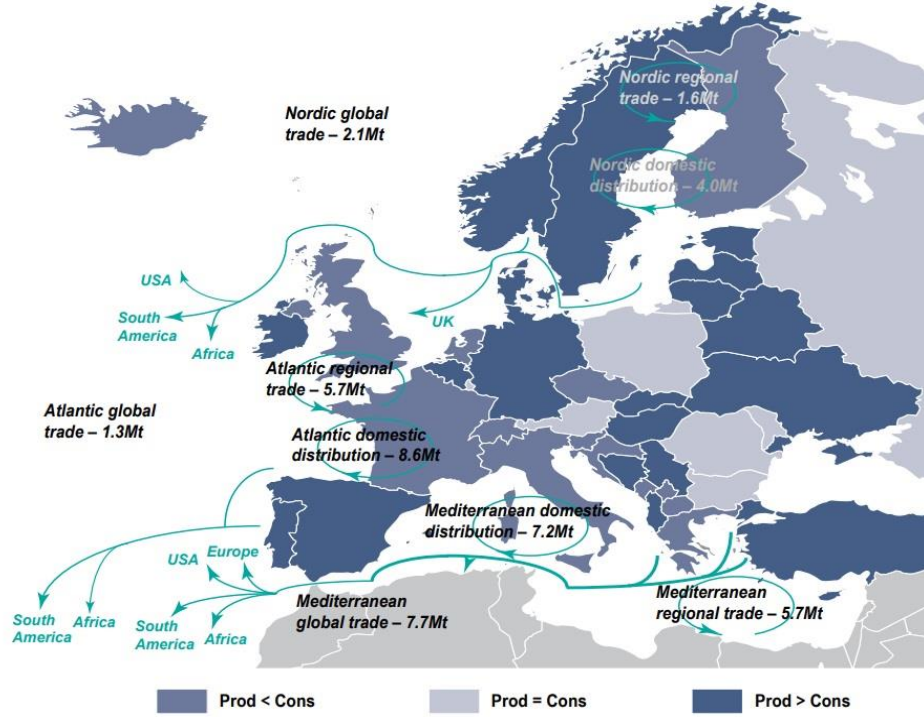 Nordic regional
trade – 1.6Mt
Nordic global
trade – 2.1Mt
Nordic domestic
distribution – 4.0Mt
USA
South
America
Africa
UK
Atlantic regional
trade – 5.7Mt
Atlantic global
trade – 1.3Mt
Atlantic domestic
distribution – 8.6Mt
Mediterranean domestic
distribution – 7.2Mt
USA
Europe
South
America
Africa
South
America
Africa
Mediterranean
global trade – 7.7Mt
Mediterranean
regional trade – 5.7Mt
Prod < Cons
Prod = Cons
Prod > Cons